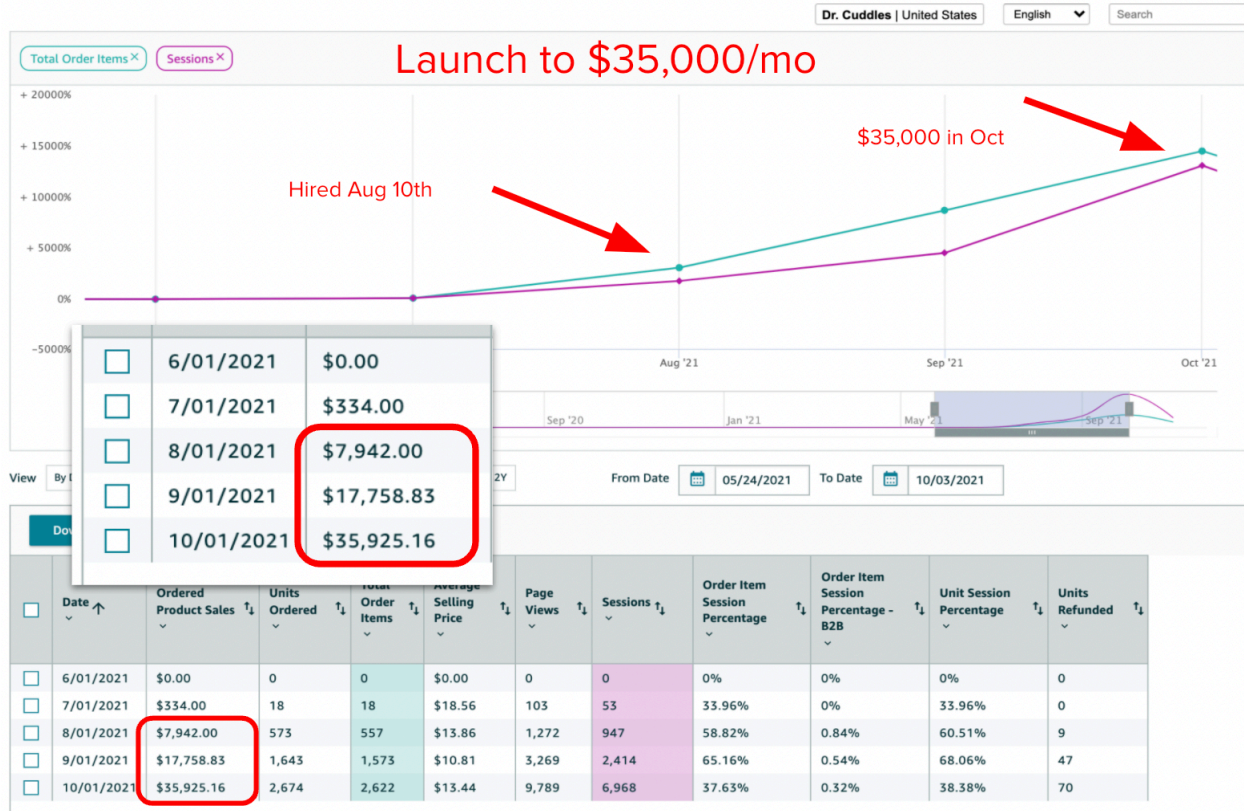 Dr. Cuddles | United States
English
Search
Total Order Items ×
Sessions ×
Launch to $35,000/mo
+ 20000%
+ 15000%
+ 10000%
+ 5000%
0%
-5000%
$35,000 in Oct
Hired Aug 10th
Aug '21
Sep '21
Oct '21
Sep '20
Jan '21
May '21
Sep '21
6/01/2021 $0.00
7/01/2021 $334.00
8/01/2021 $7,942.00
9/01/2021 $17,758.83
10/01/2021 $35,925.16
View
2Y
From Date 05/24/2021 To Date 10/03/2021
Date
Ordered
Product Sales
Units
Ordered
Total
Order
Items
Average
Selling
Price
Page
Views
Sessions
Order Item
Session
Percentage
Order Item
Session
Percentage -
B2B
Unit Session
Percentage
Units
Refunded
6/01/2021 $0.00 0 0 $0.00 0 0 0% 0% 0% 0
7/01/2021 $334.00 18 18 $18.56 103 53 33.96% 0% 33.96% 0
8/01/2021 $7,942.00 573 557 $13.86 1,272 947 58.82% 0.84% 60.51% 9
9/01/2021 $17,758.83 1,643 1,573 $10.81 3,269 2,414 65.16% 0.54% 68.06% 47
10/01/2021 $35,925.16 2,674 2,622 $13.44 9,789 6,968 37.63% 0.32% 38.38% 70